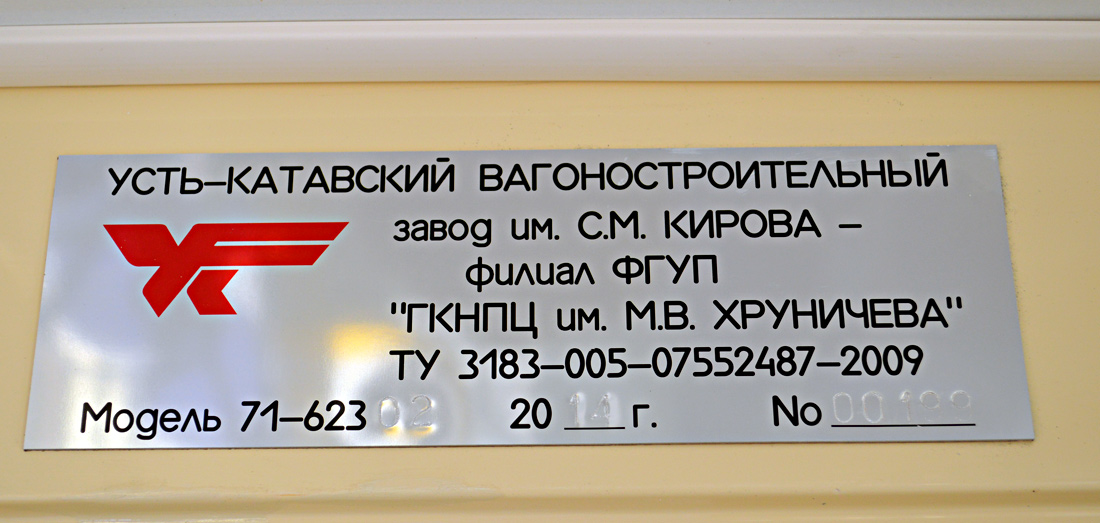 УСТЬ-КАТАВСКИЙ ВАГОНОСТРОИТЕЛЬНЫЙ
завод им. С.М. КИРОВА –
филиал ФГУП
"ГКНПЦ им. М.В. ХРУНИЧЕВА"
ТУ 3183-005-07552487-2009
Модель 71-623 02 20 14 г. No